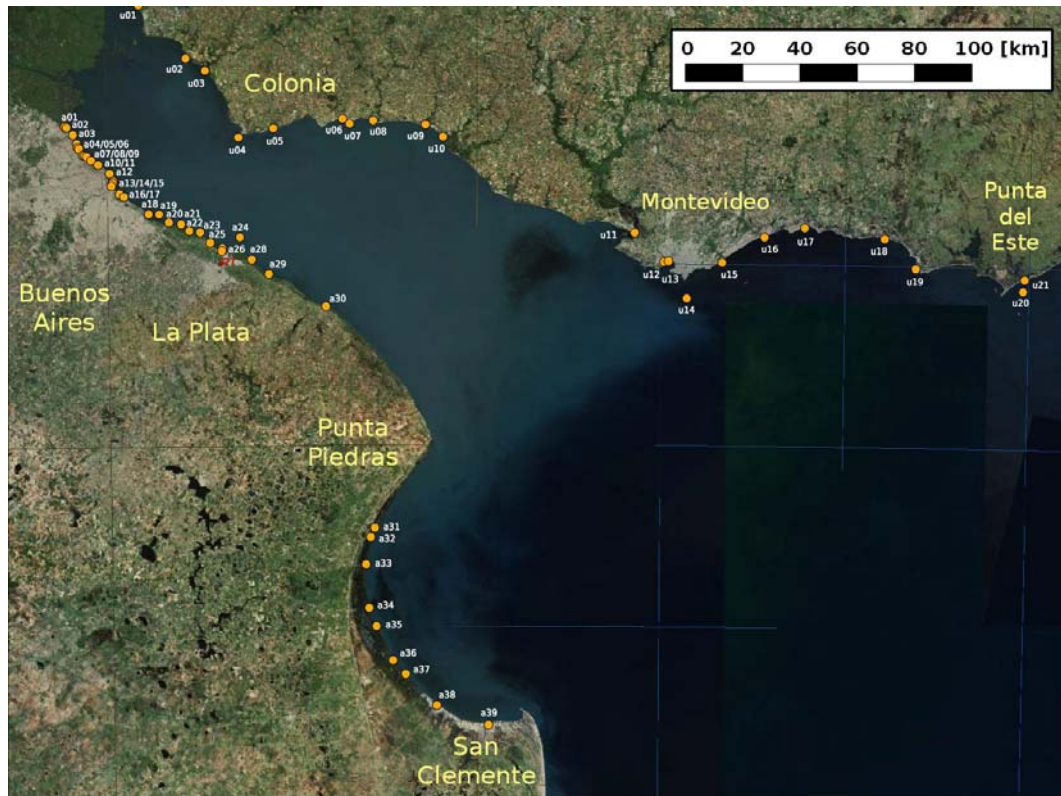 u01
0 20 40 60 80 100 [km]
u02
u03
Colonia
u06
u07
u08
u09
u10
u04
u05
a01
a02
a03
a04/05/06
a07/08/09
a10/11
a12
a13/14/15
a16/17
a18
a19
a20
a21
a22
a23
a24
a25
a26
a28
a29
a30
Buenos
Aires
La Plata
Montevideo
Punta
del
Este
u11
u12
u13
u14
u15
u16
u17
u18
u19
u20
u21
Punta
Piedras
a31
a32
a33
a34
a35
a36
a37
a38
a39
San
Clemente